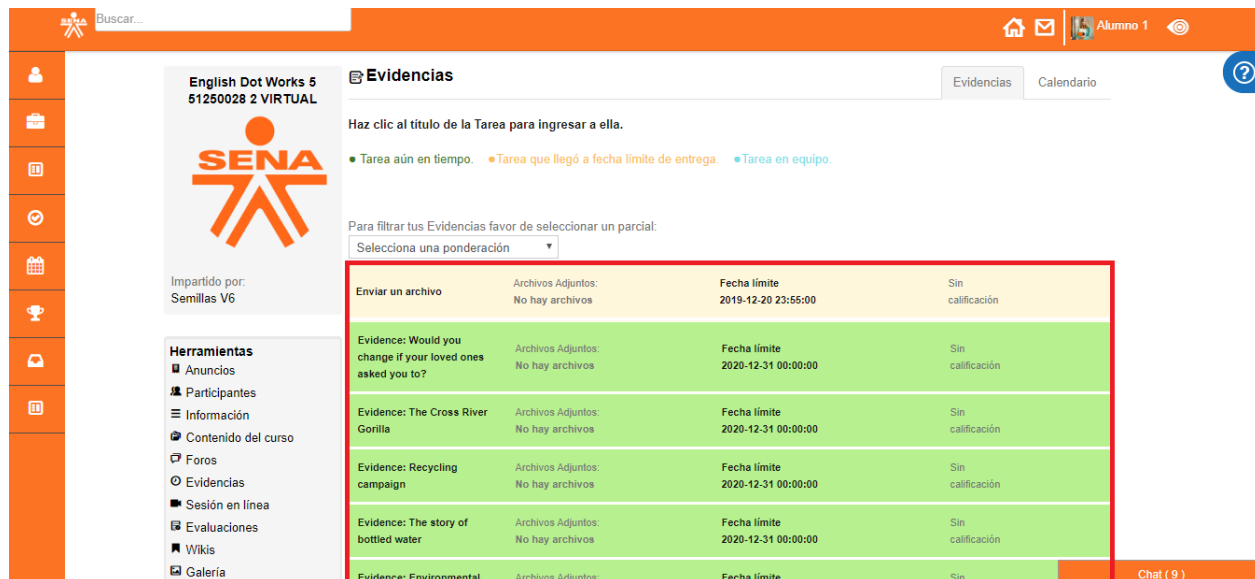 SENA
Buscar...
Alumno 1
English Dot Works 5
51250028 2 VIRTUAL
SENA
Impartido por:
Semillas V6
Herramientas
Anuncios
Participantes
Información
Contenido del curso
Foros
Evidencias
Sesión en línea
Evaluaciones
Wikis
Galería
Evidencias
Evidencias Calendario
Haz clic al título de la Tarea para ingresar a ella.
Tarea aún en tiempo. Tarea que llegó a fecha límite de entrega. Tarea en equipo.
Para filtrar tus Evidencias favor de seleccionar un parcial:
Selecciona una ponderación
Enviar un archivo
Archivos Adjuntos:
No hay archivos
Fecha límite
2019-12-20 23:55:00
Sin
calificación
Evidence: Would you
change if your loved ones
asked you to?
Archivos Adjuntos:
No hay archivos
Fecha límite
2020-12-31 00:00:00
Sin
calificación
Evidence: The Cross River
Gorilla
Archivos Adjuntos:
No hay archivos
Fecha límite
2020-12-31 00:00:00
Sin
calificación
Evidence: Recycling
campaign
Archivos Adjuntos:
No hay archivos
Fecha límite
2020-12-31 00:00:00
Sin
calificación
Evidence: The story of
bottled water
Archivos Adjuntos:
No hay archivos
Fecha límite
2020-12-31 00:00:00
Sin
calificación
Evidence: Environmental
Archivos Adjuntos:
Fecha límite
Sin
Chat ( 9 )